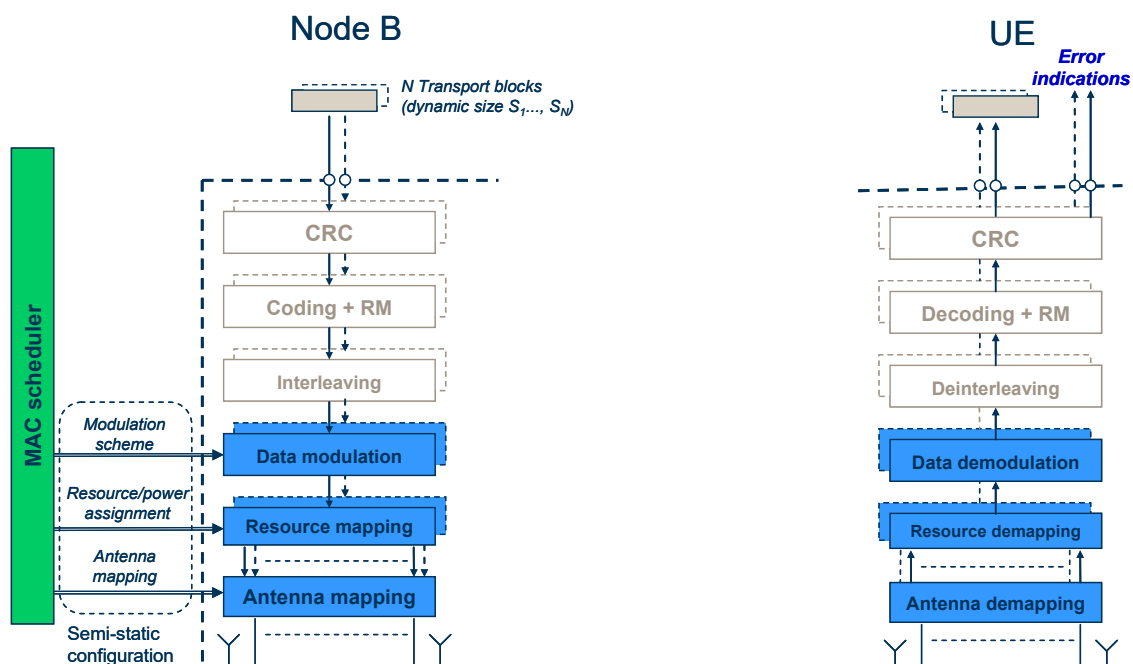 Node B
UE
N Transport blocks
(dynamic size S1..., SN)
Error
indications
MAC scheduler
CRC
Coding + RM
Interleaving
Data modulation
Resource mapping
Antenna mapping
Modulation
scheme
Resource/power
assignment
Antenna
mapping
Semi-static
configuration
CRC
Decoding + RM
Deinterleaving
Data demodulation
Resource demapping
Antenna demapping